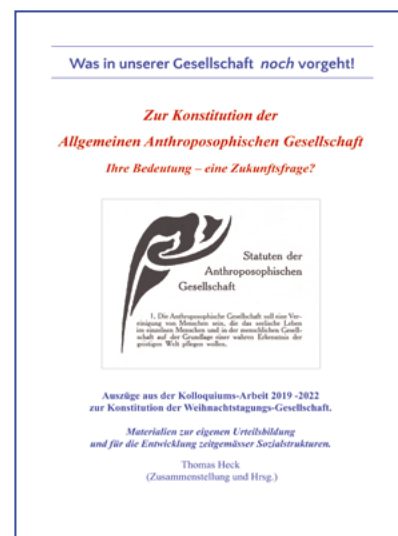 Was in unserer Gesellschaft noch vorgeht!
Zur Konstitution der
Allgemeinen Anthroposophischen Gesellschaft
Ihre Bedeutung – eine Zukunftsfrage?
Statuten der
Anthroposophischen
Gesellschaft
1. Die Anthroposophische Gesellschaft soll eine Ver-
einigung von Menschen sein, die das seelische Leben
im einzelnen Menschen und in der menschlichen Gesell-
schaft auf der Grundlage einer wahren Erkenntnis der
geistigen Welt pflegen wollen.
Auszüge aus der Kolloquiums-Arbeit 2019 -2022
zur Konstitution der Weihnachtstagungs-Gesellschaft.
Materialien zur eigenen Urteilsbildung
und für die Entwicklung zeitgemässer Sozialstrukturen.
Thomas Heck
(Zusammenstellung und Hrsg.)